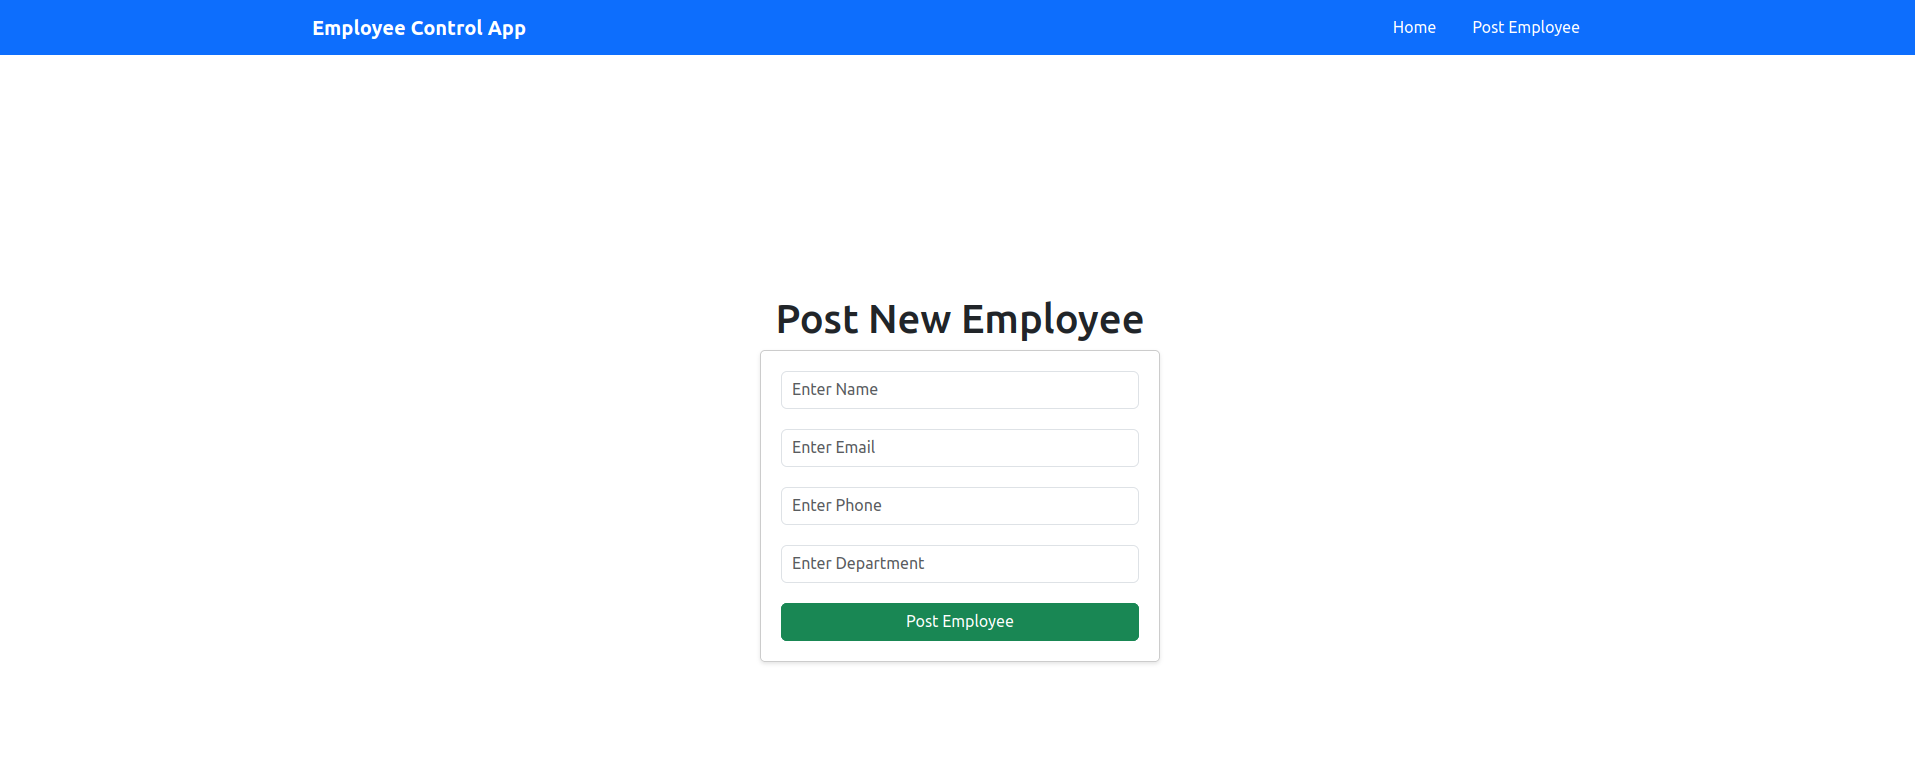 Employee Control App
Home
Post Employee
Post New Employee
Enter Name
Enter Email
Enter Phone
Enter Department
Post Employee